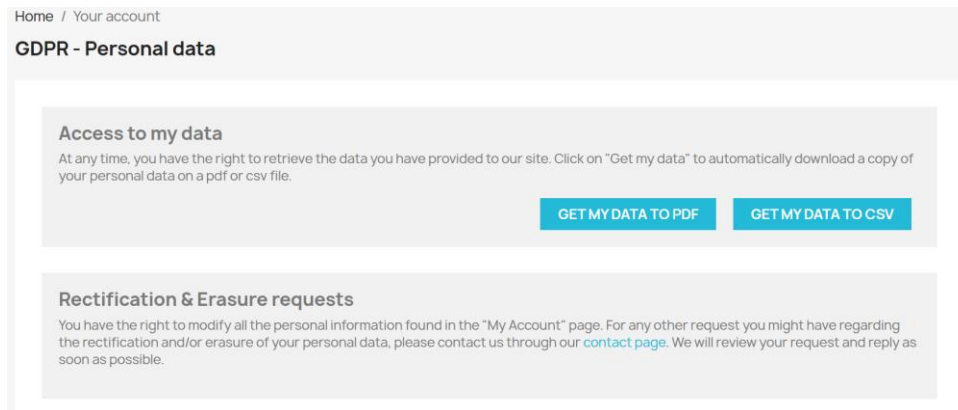 Home / Your account
GDPR - Personal data
Access to my data
At any time, you have the right to retrieve the data you have provided to our site. Click on "Get my data" to automatically download a copy of
your personal data on a pdf or csv file.
GET MY DATA TO PDF GET MY DATA TO CSV
Rectification & Erasure requests
You have the right to modify all the personal information found in the "My Account" page. For any other request you might have regarding
the rectification and/or erasure of your personal data, please contact us through our contact page. We will review your request and reply as
soon as possible.